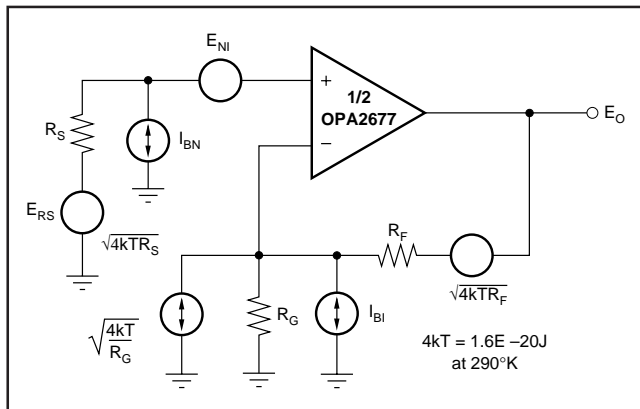 E_NI
+
1/2
OPA2677
−
E_O
R_S
I_BN
E_RS
√4kTR_S
R_F
√4kTR_F
√4kT/R_G
R_G
I_BI
4kT = 1.6E –20J
at 290°K